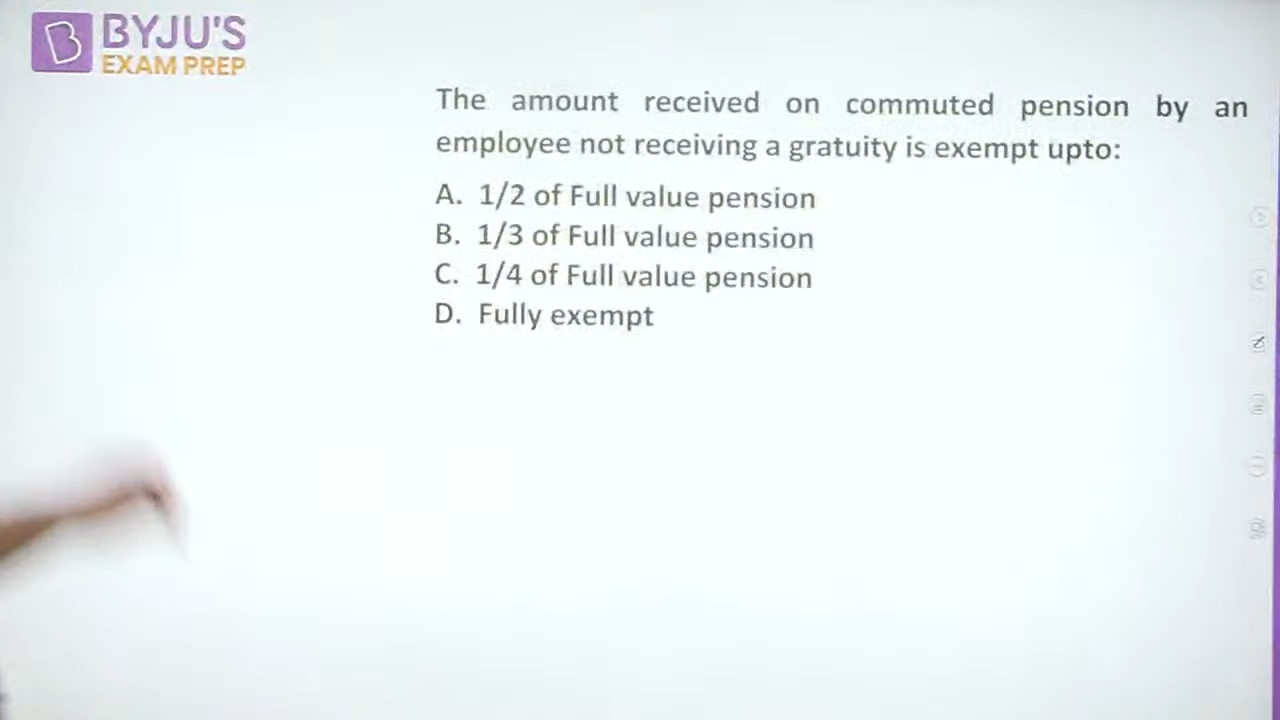 BYJU'S
EXAM PREP
The amount received on commuted pension by an
employee not receiving a gratuity is exempt upto:
A. 1/2 of Full value pension
B. 1/3 of Full value pension
C. 1/4 of Full value pension
D. Fully exempt